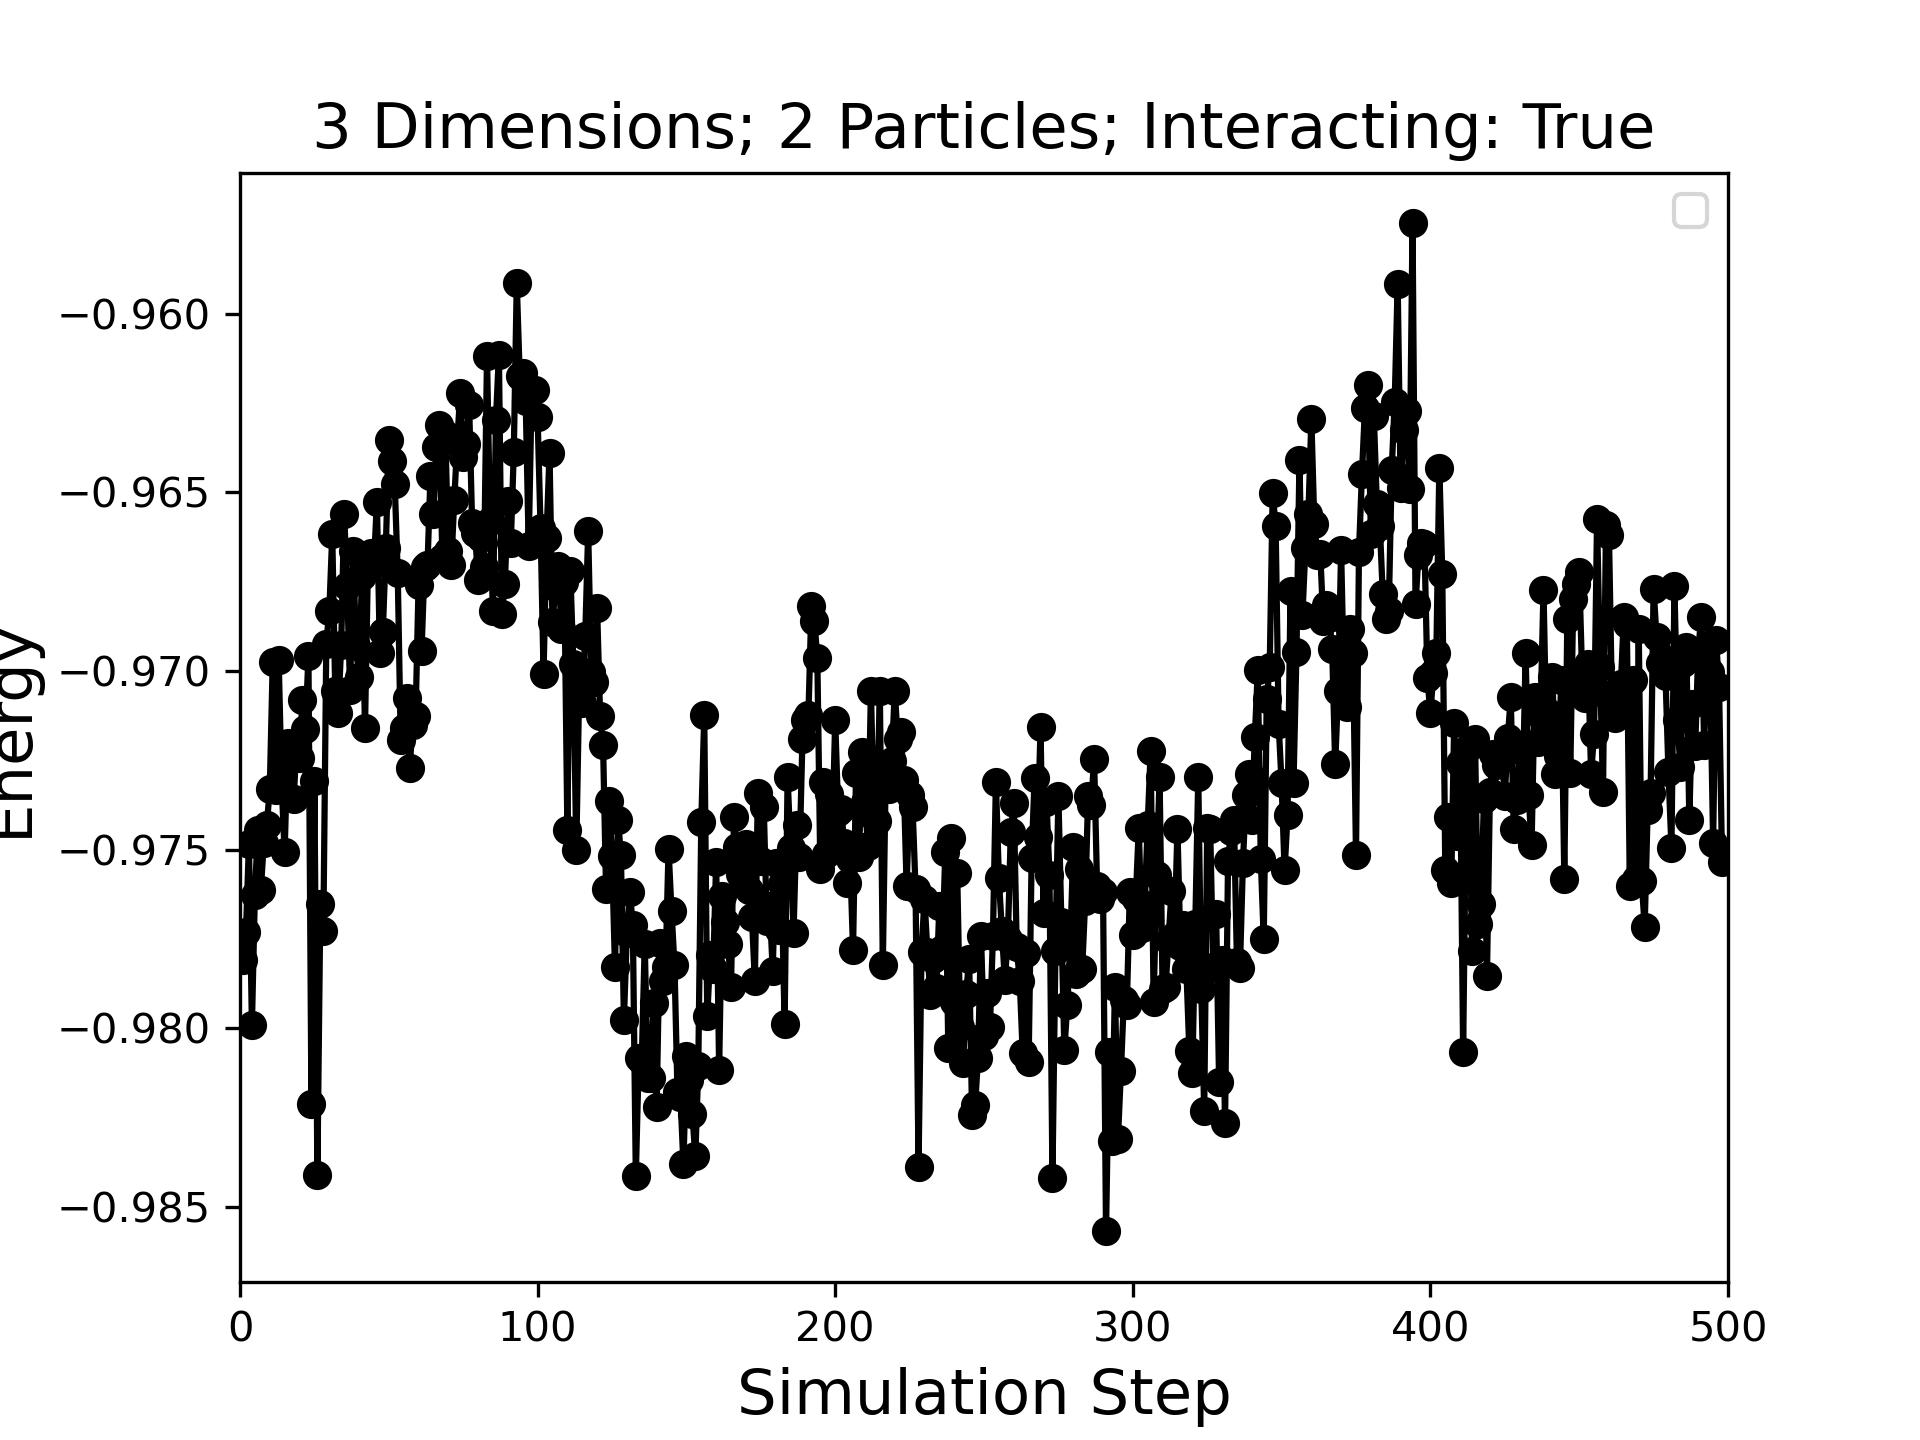 3 Dimensions; 2 Particles; Interacting: True
Energy
−0.960
−0.965
−0.970
−0.975
−0.980
−0.985
0 100 200 300 400 500
Simulation Step